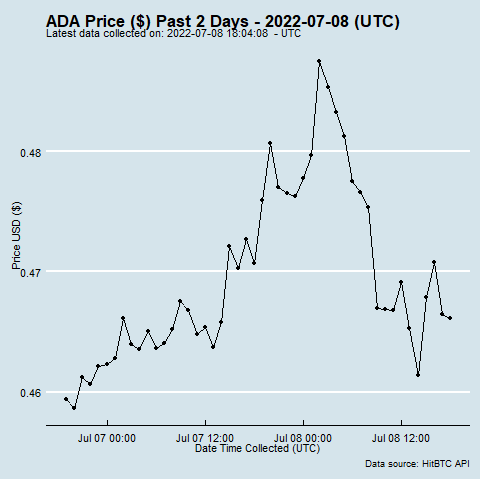 ADA Price ($) Past 2 Days - 2022-07-08 (UTC)
Latest data collected on: 2022-07-08 18:04:08 - UTC
Price USD ($)
0.48
0.47
0.46
Jul 07 00:00 Jul 07 12:00 Jul 08 00:00 Jul 08 12:00
Date Time Collected (UTC)
Data source: HitBTC API